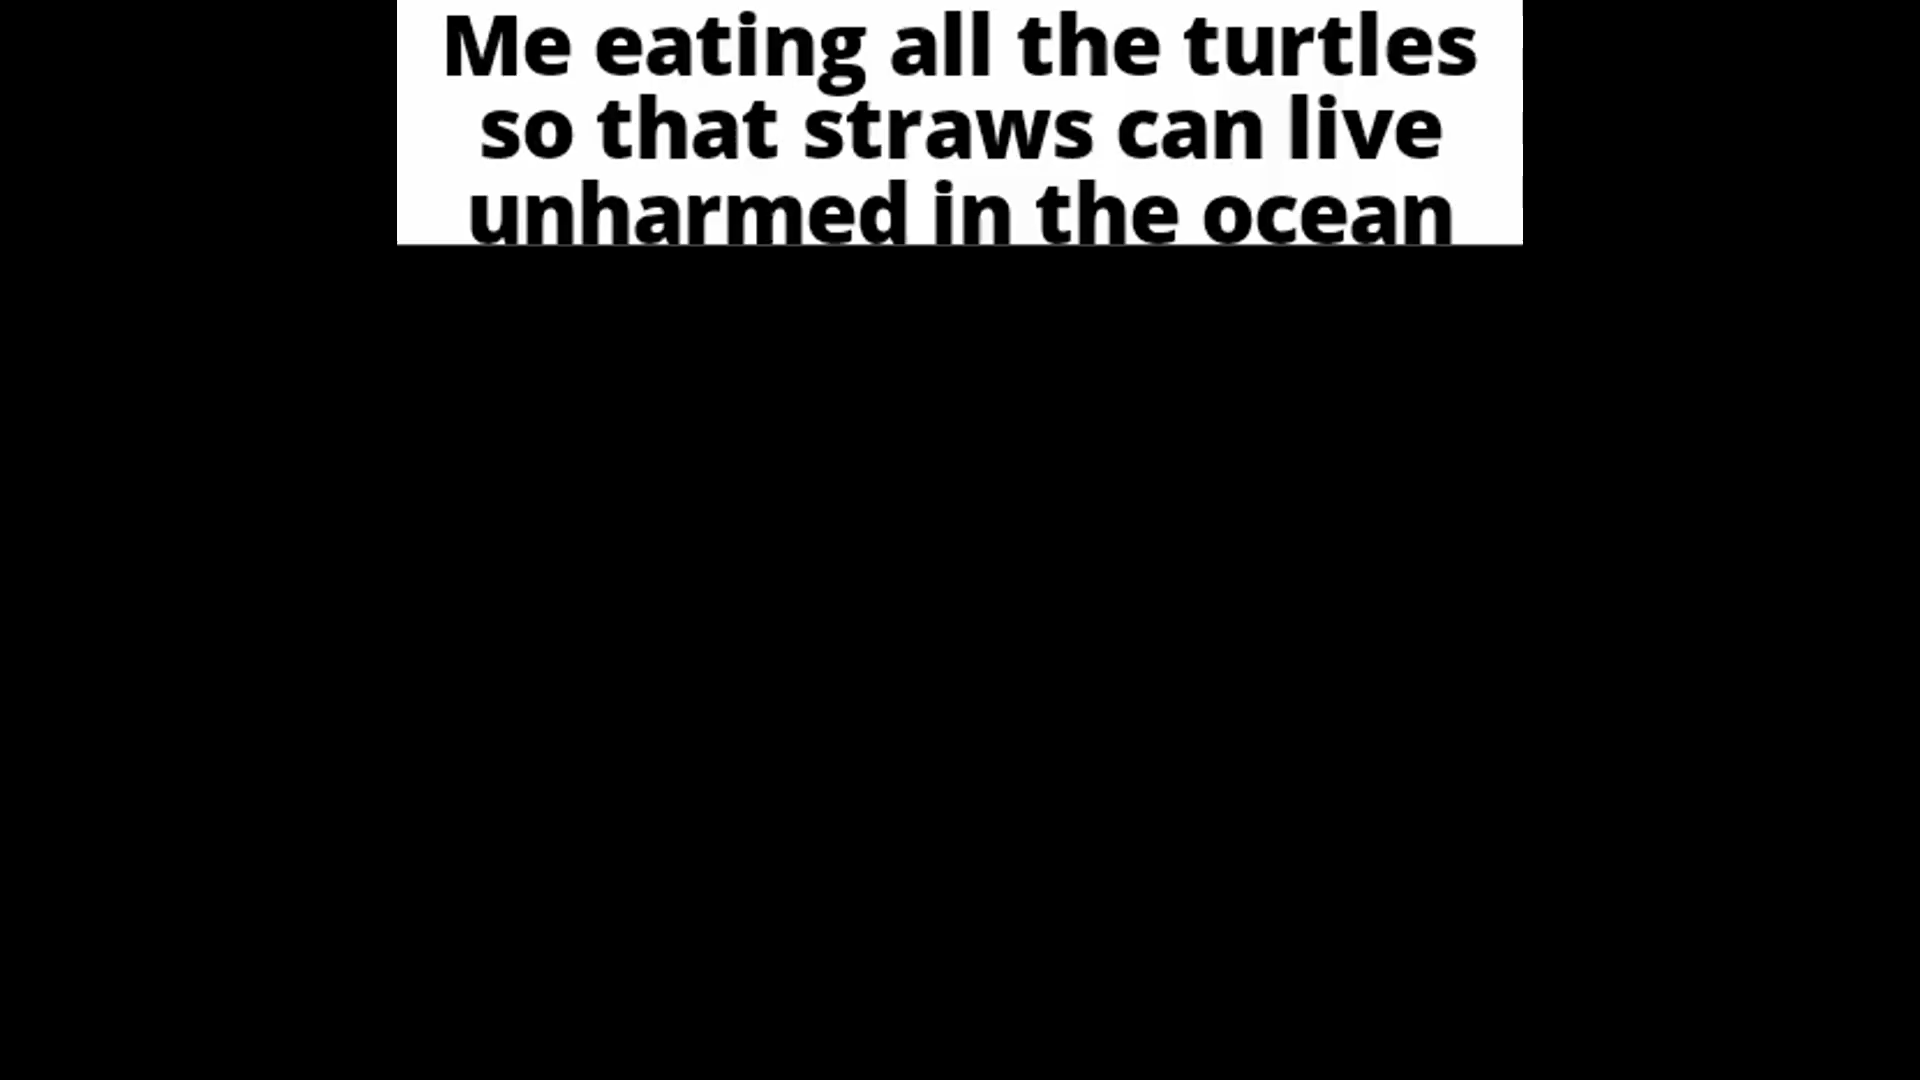 Me eating all the turtles
so that straws can live
unharmed in the ocean